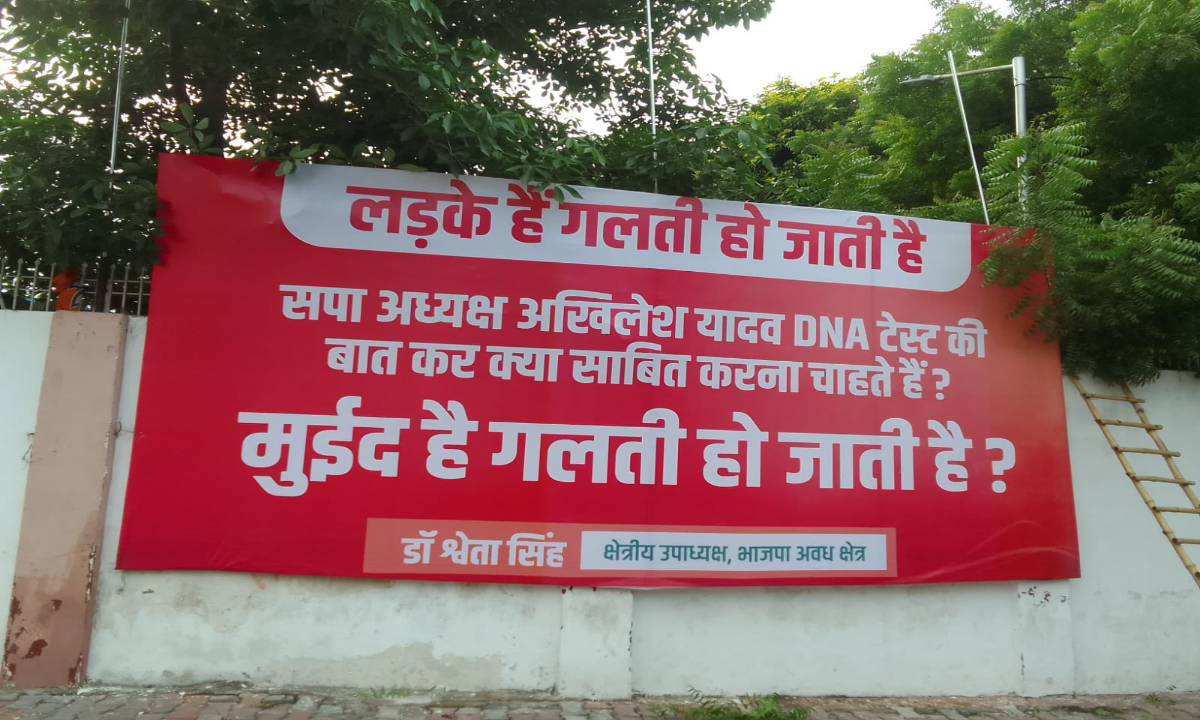 लड़के हैं गलती हो जाती है
सपा अध्यक्ष अखिलेश यादव DNA टेस्ट की
बात कर क्या साबित करना चाहते हैं ?
मुईद है गलती हो जाती है ?
डॉ श्वेता सिंह क्षेत्रीय उपाध्यक्ष, भाजपा अवध क्षेत्र